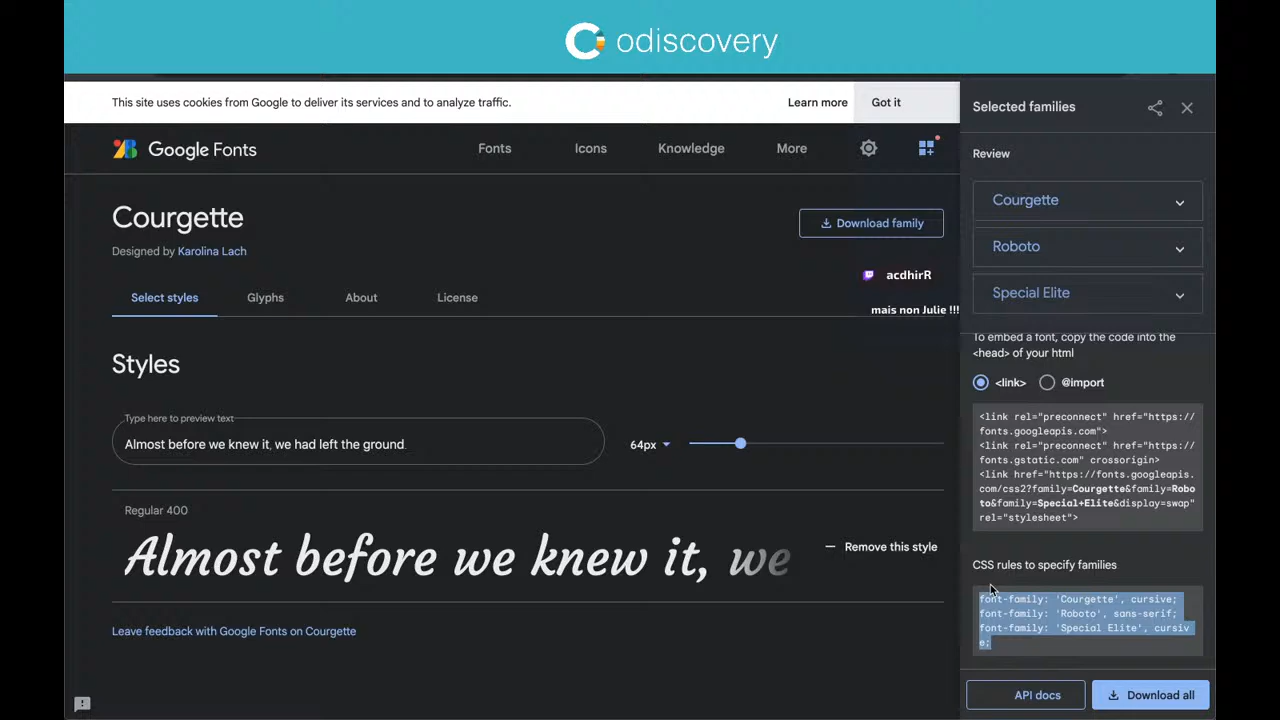 odiscovery
This site uses cookies from Google to deliver its services and to analyze traffic.
Learn more
Got it
Google Fonts
Fonts
Icons
Knowledge
More
Courgette
Designed by Karolina Lach
Download family
acdhirR
mais non Julie !!!
Select styles
Glyphs
About
License
Styles
Type here to preview text
Almost before we knew it, we had left the ground.
64px
Regular 400
Almost before we knew it, we
Remove this style
Leave feedback with Google Fonts on Courgette
Selected families
Review
Courgette
Roboto
Special Elite
To embed a font, copy the code into the
<head> of your html
<link>
@import
<link rel="preconnect" href="https://
fonts.googleapis.com">
<link rel="preconnect" href="https://
fonts.gstatic.com" crossorigin>
<link href="https://fonts.googleapis.
com/css2?family=Courgette&family=Robo
to&family=Special+Elite&display=swap"
rel="stylesheet">
CSS rules to specify families
font-family: 'Courgette', cursive;
font-family: 'Roboto', sans-serif;
font-family: 'Special Elite', cursiv
e;
API docs
Download all